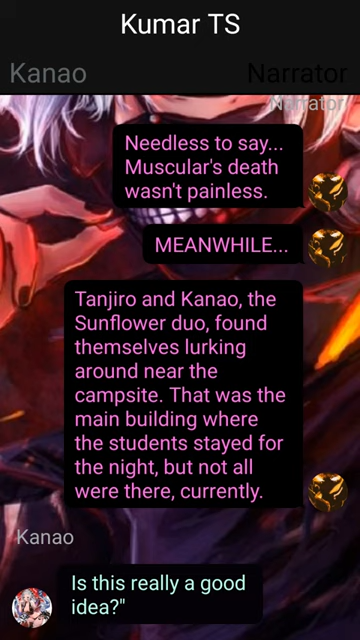 Kumar TS
Kanao
Narrator
Narrator
Needless to say...
Muscular's death
wasn't painless.
MEANWHILE...
Tanjiro and Kanao, the
Sunflower duo, found
themselves lurking
around near the
campsite. That was the
main building where
the students stayed for
the night, but not all
were there, currently.
Kanao
Is this really a good
idea?"